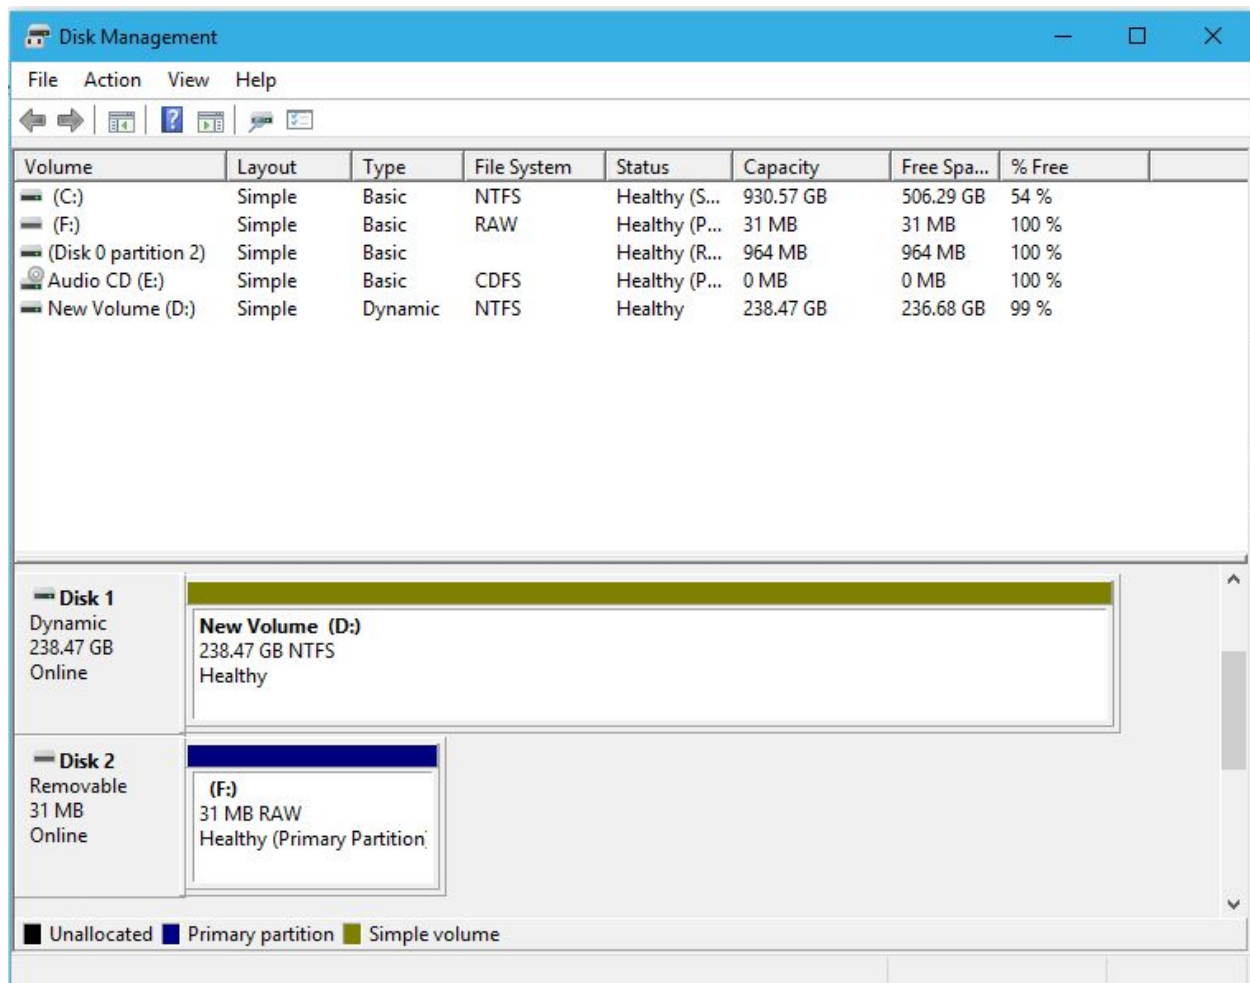 Disk Management
File Action View Help
Volume Layout Type File System Status Capacity Free Spa... % Free
(C:) Simple Basic NTFS Healthy (S... 930.57 GB 506.29 GB 54 %
(F:) Simple Basic RAW Healthy (P... 31 MB 31 MB 100 %
(Disk 0 partition 2) Simple Basic Healthy (R... 964 MB 964 MB 100 %
Audio CD (E:) Simple Basic CDFS Healthy (P... 0 MB 0 MB 100 %
New Volume (D:) Simple Dynamic NTFS Healthy 238.47 GB 236.68 GB 99 %
Disk 1
Dynamic
238.47 GB
Online
New Volume (D:)
238.47 GB NTFS
Healthy
Disk 2
Removable
31 MB
Online
(F:)
31 MB RAW
Healthy (Primary Partition)
Unallocated Primary partition Simple volume